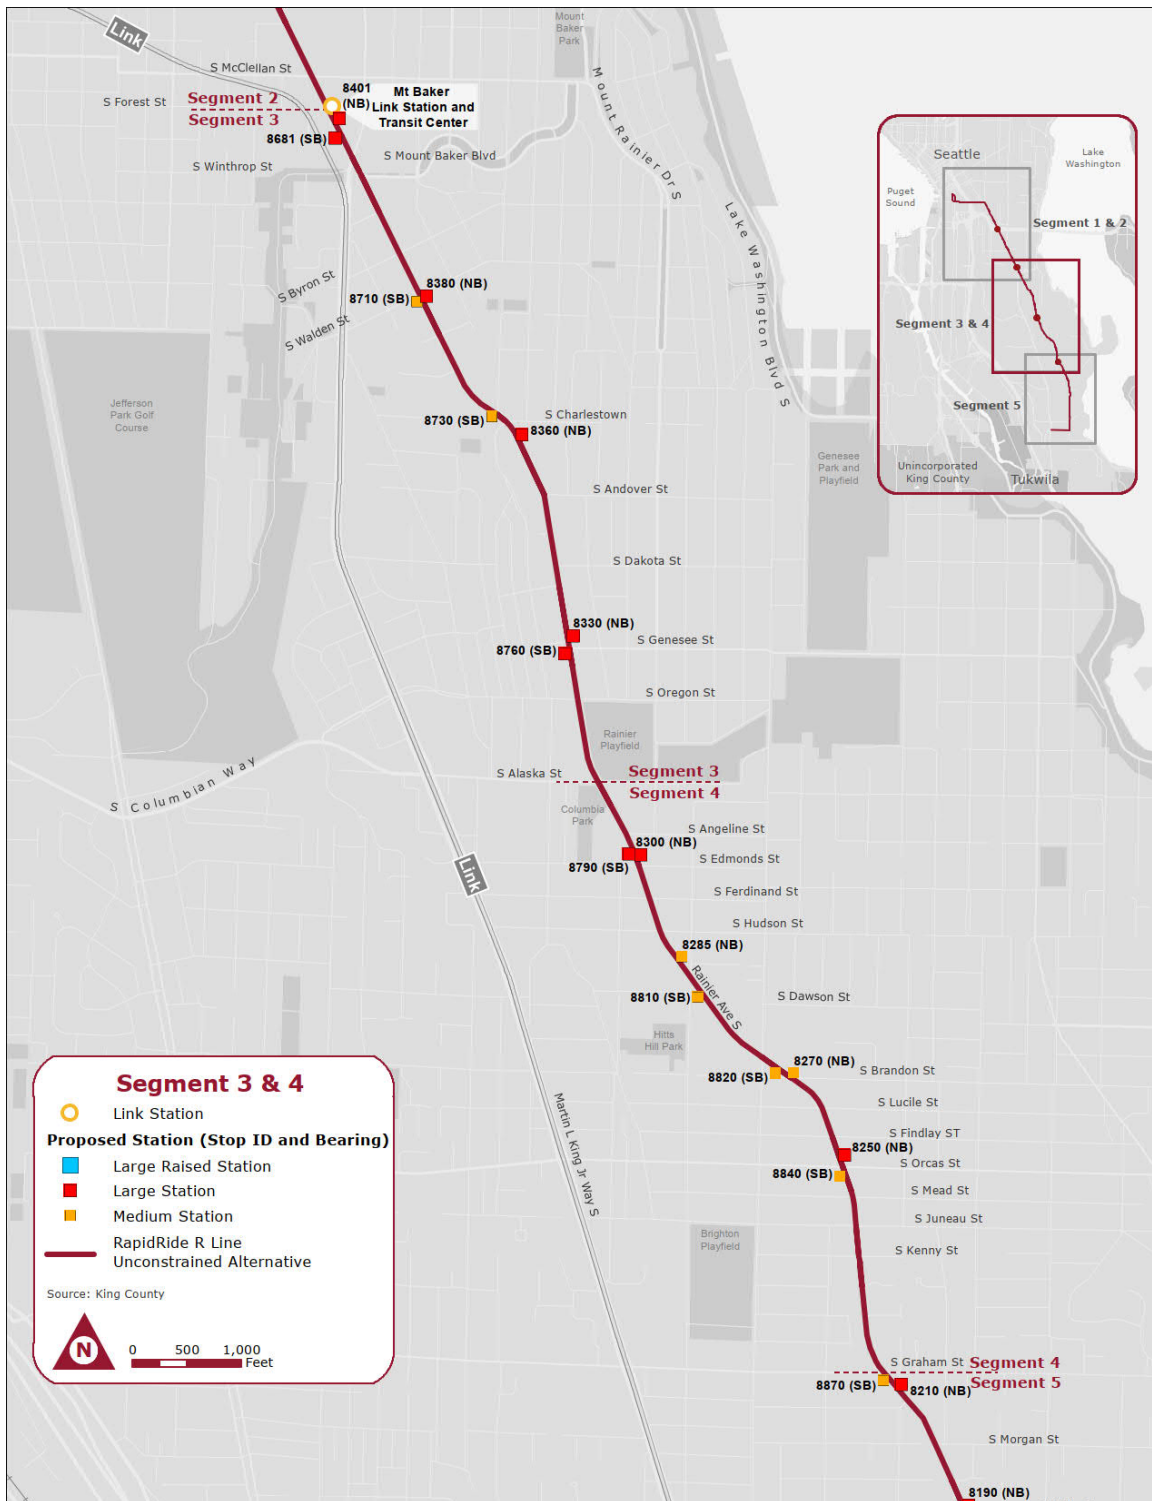 Mount
Baker
Park
Link
S McClellan St
S Forest St
Segment 2
Segment 3
8401
(NB)
Mt Baker
Link Station and
Transit Center
8681 (SB)
S Winthrop St
S Mount Baker Blvd
Mount Rainier Dr S
Lake Washington Blvd S
Seattle
Lake
Washington
Puget
Sound
Segment 1 & 2
Segment 3 & 4
Segment 5
Unincorporated
King County
Tukwila
S Byron St
S Walden St
8380 (NB)
8710 (SB)
Jefferson
Park Golf
Course
8730 (SB)
S Charlestown
8360 (NB)
Genesee
Park and
Playfield
S Andover St
S Dakota St
8330 (NB)
S Genesee St
8760 (SB)
S Oregon St
Rainier
Playfield
S Alaska St
Segment 3
Segment 4
S Columbian Way
Columbia
Park
S Angeline St
8300 (NB)
S Edmonds St
8790 (SB)
Link
S Ferdinand St
S Hudson St
8285 (NB)
Rainier Ave S
8810 (SB)
S Dawson St
Hitts
Hill Park
8270 (NB)
8820 (SB)
S Brandon St
S Lucile St
Martin L King Jr Way S
S Findlay ST
8250 (NB)
S Orcas St
8840 (SB)
S Mead St
S Juneau St
Brighton
Playfield
S Kenny St
S Graham St
Segment 4
Segment 5
8870 (SB)
8210 (NB)
S Morgan St
8190 (NB)
Segment 3 & 4
Link Station
Proposed Station (Stop ID and Bearing)
Large Raised Station
Large Station
Medium Station
RapidRide R Line
Unconstrained Alternative
Source: King County
N
0 500 1,000
Feet